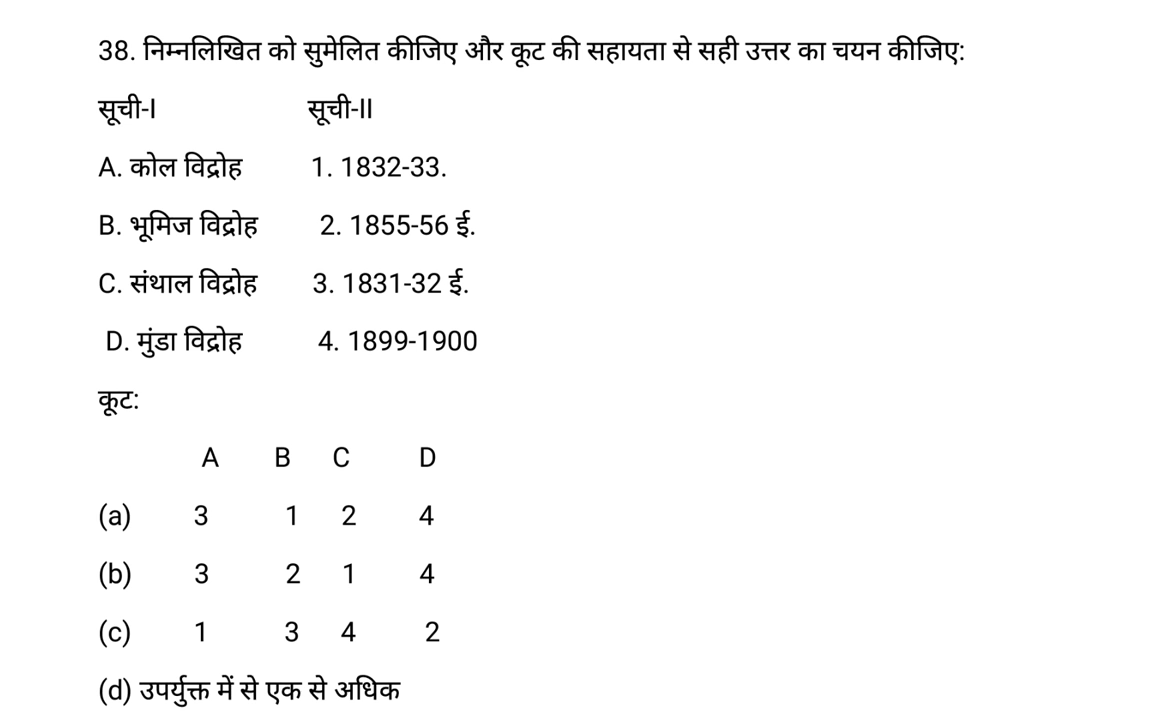 38. निम्नलिखित को सुमेलित कीजिए और कूट की सहायता से सही उत्तर का चयन कीजिए:
सूची-I सूची-II
A. कोल विद्रोह 1. 1832-33.
B. भूमिज विद्रोह 2. 1855-56 ई.
C. संथाल विद्रोह 3. 1831-32 ई.
D. मुंडा विद्रोह 4. 1899-1900
कूट:
A B C D
(a) 3 1 2 4
(b) 3 2 1 4
(c) 1 3 4 2
(d) उपर्युक्त में से एक से अधिक